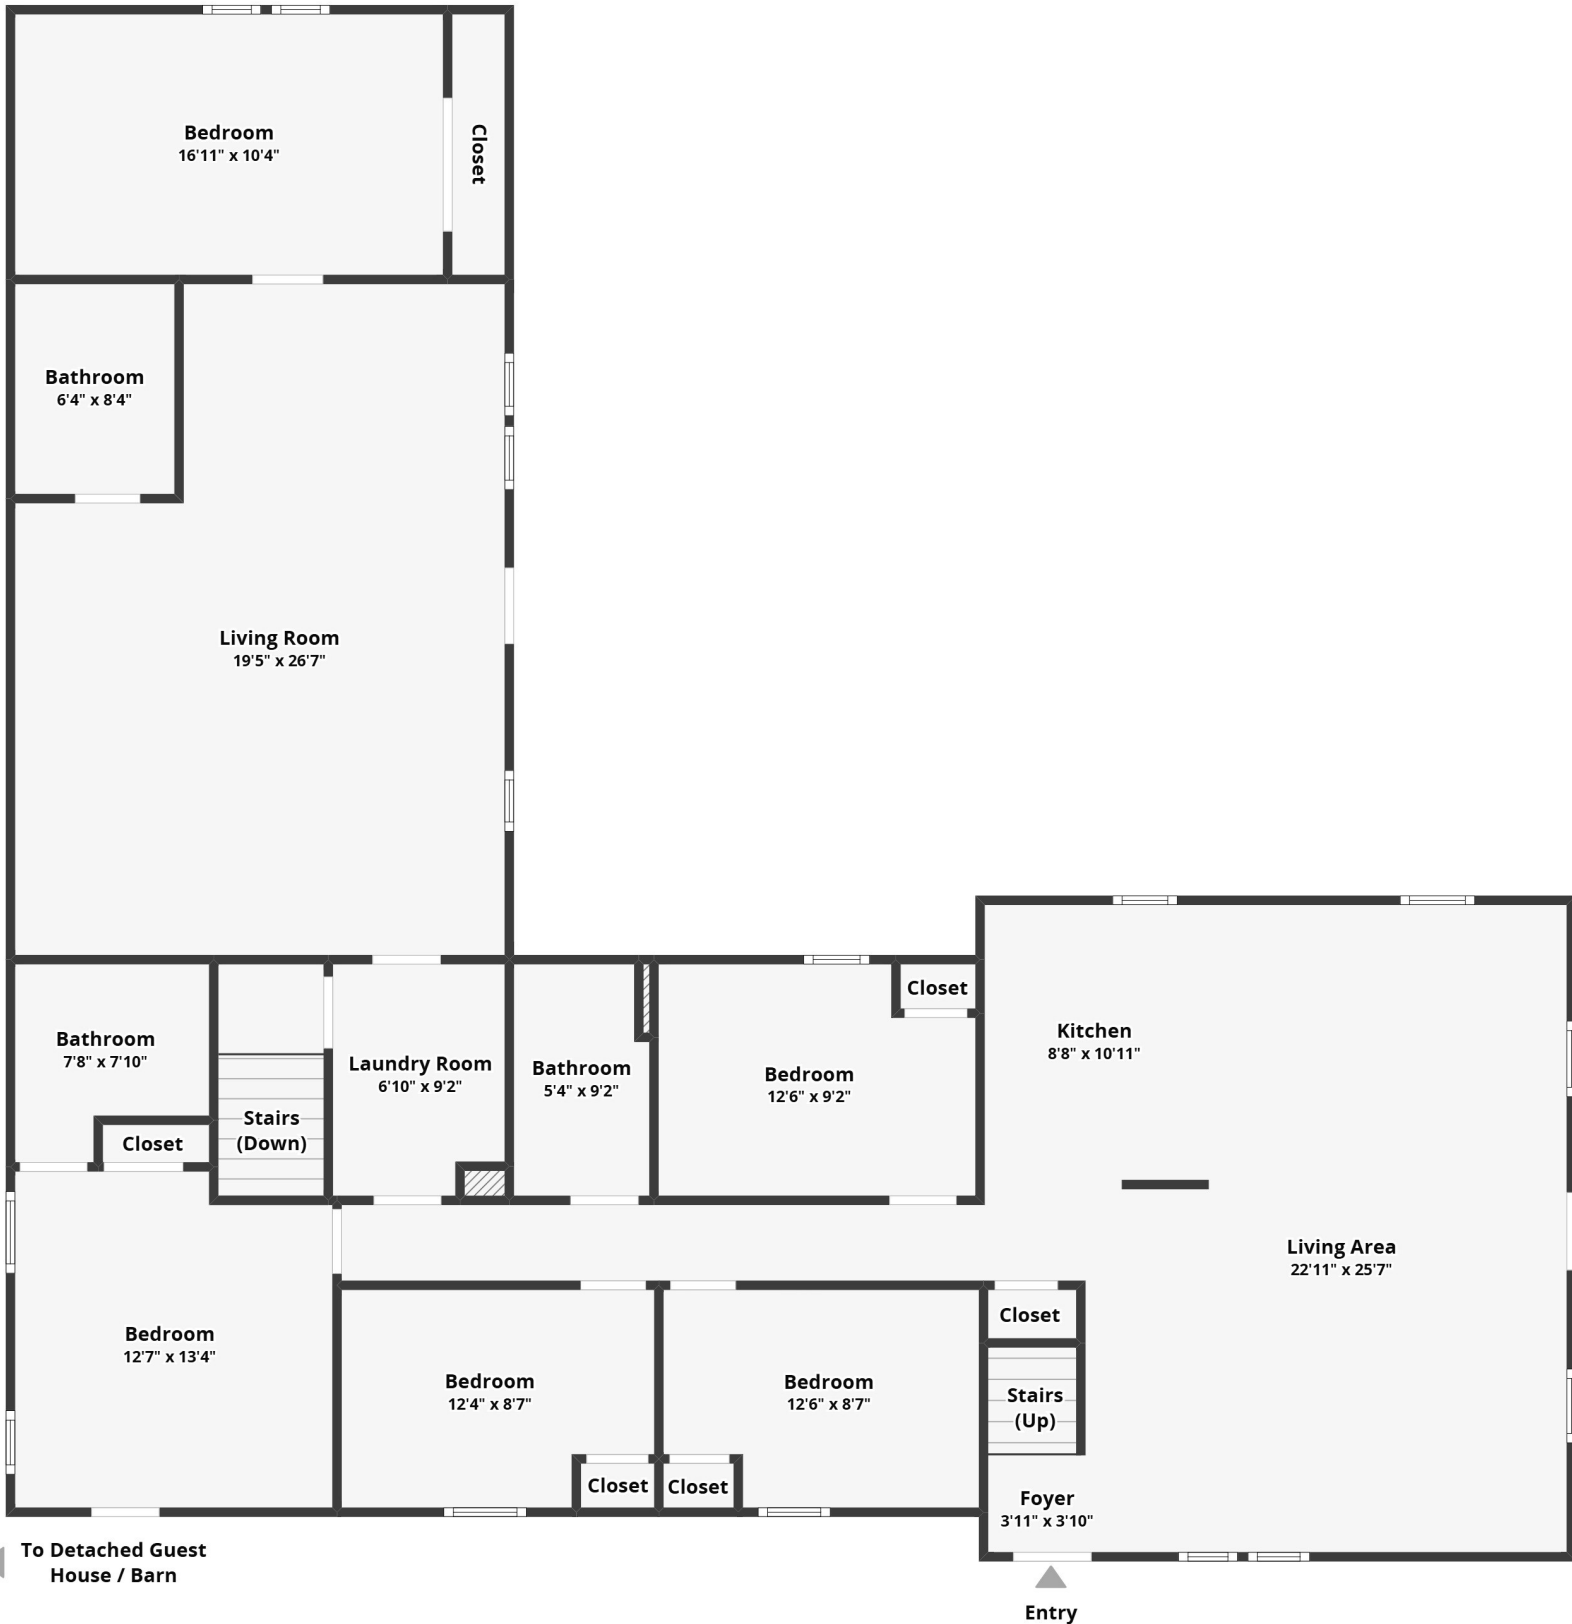 Bedroom
16'11" x 10'4"
Closet
Bathroom
6'4" x 8'4"
Living Room
19'5" x 26'7"
Bathroom
7'8" x 7'10"
Closet
Stairs
(Down)
Laundry Room
6'10" x 9'2"
Bathroom
5'4" x 9'2"
Bedroom
12'6" x 9'2"
Closet
Kitchen
8'8" x 10'11"
Living Area
22'11" x 25'7"
Bedroom
12'7" x 13'4"
Bedroom
12'4" x 8'7"
Closet
Bedroom
12'6" x 8'7"
Closet
Closet
Stairs
(Up)
Foyer
3'11" x 3'10"
To Detached Guest
House / Barn
Entry